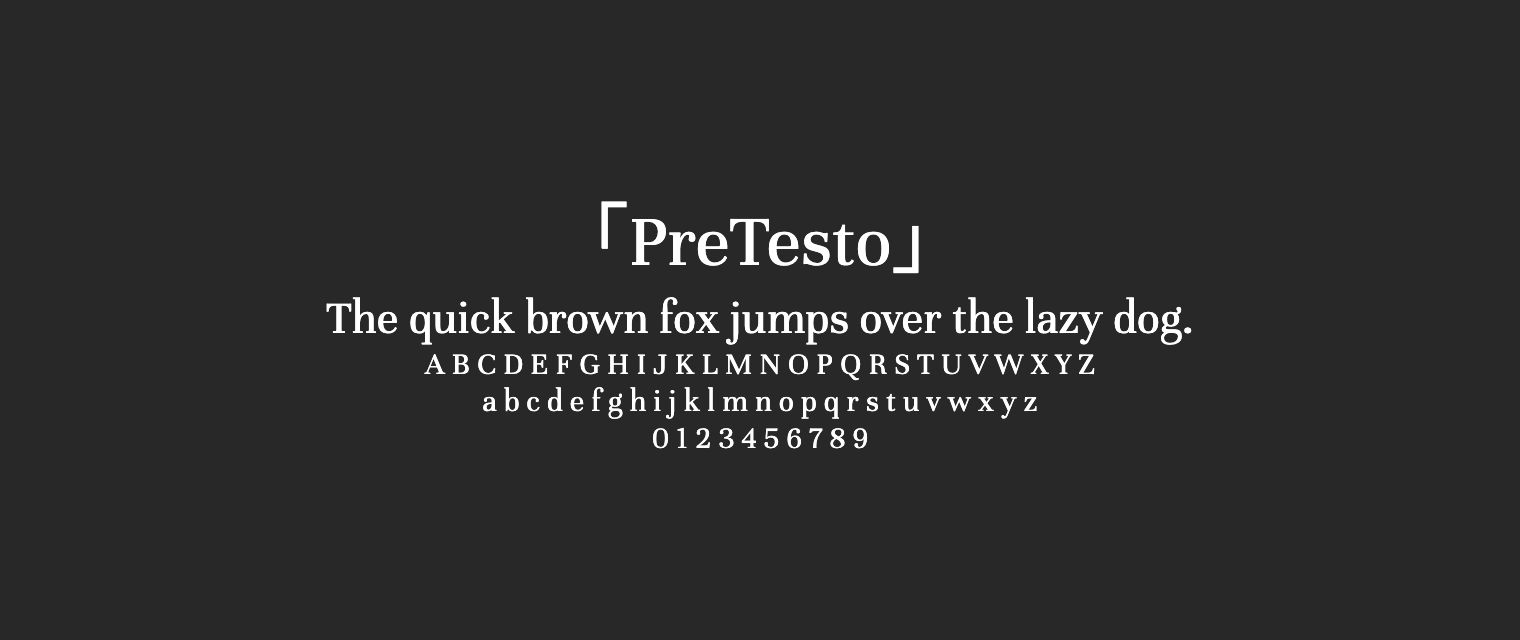 「PreTesto」
The quick brown fox jumps over the lazy dog.
A B C D E F G H I J K L M N O P Q R S T U V W X Y Z
a b c d e f g h i j k l m n o p q r s t u v w x y z
0 1 2 3 4 5 6 7 8 9